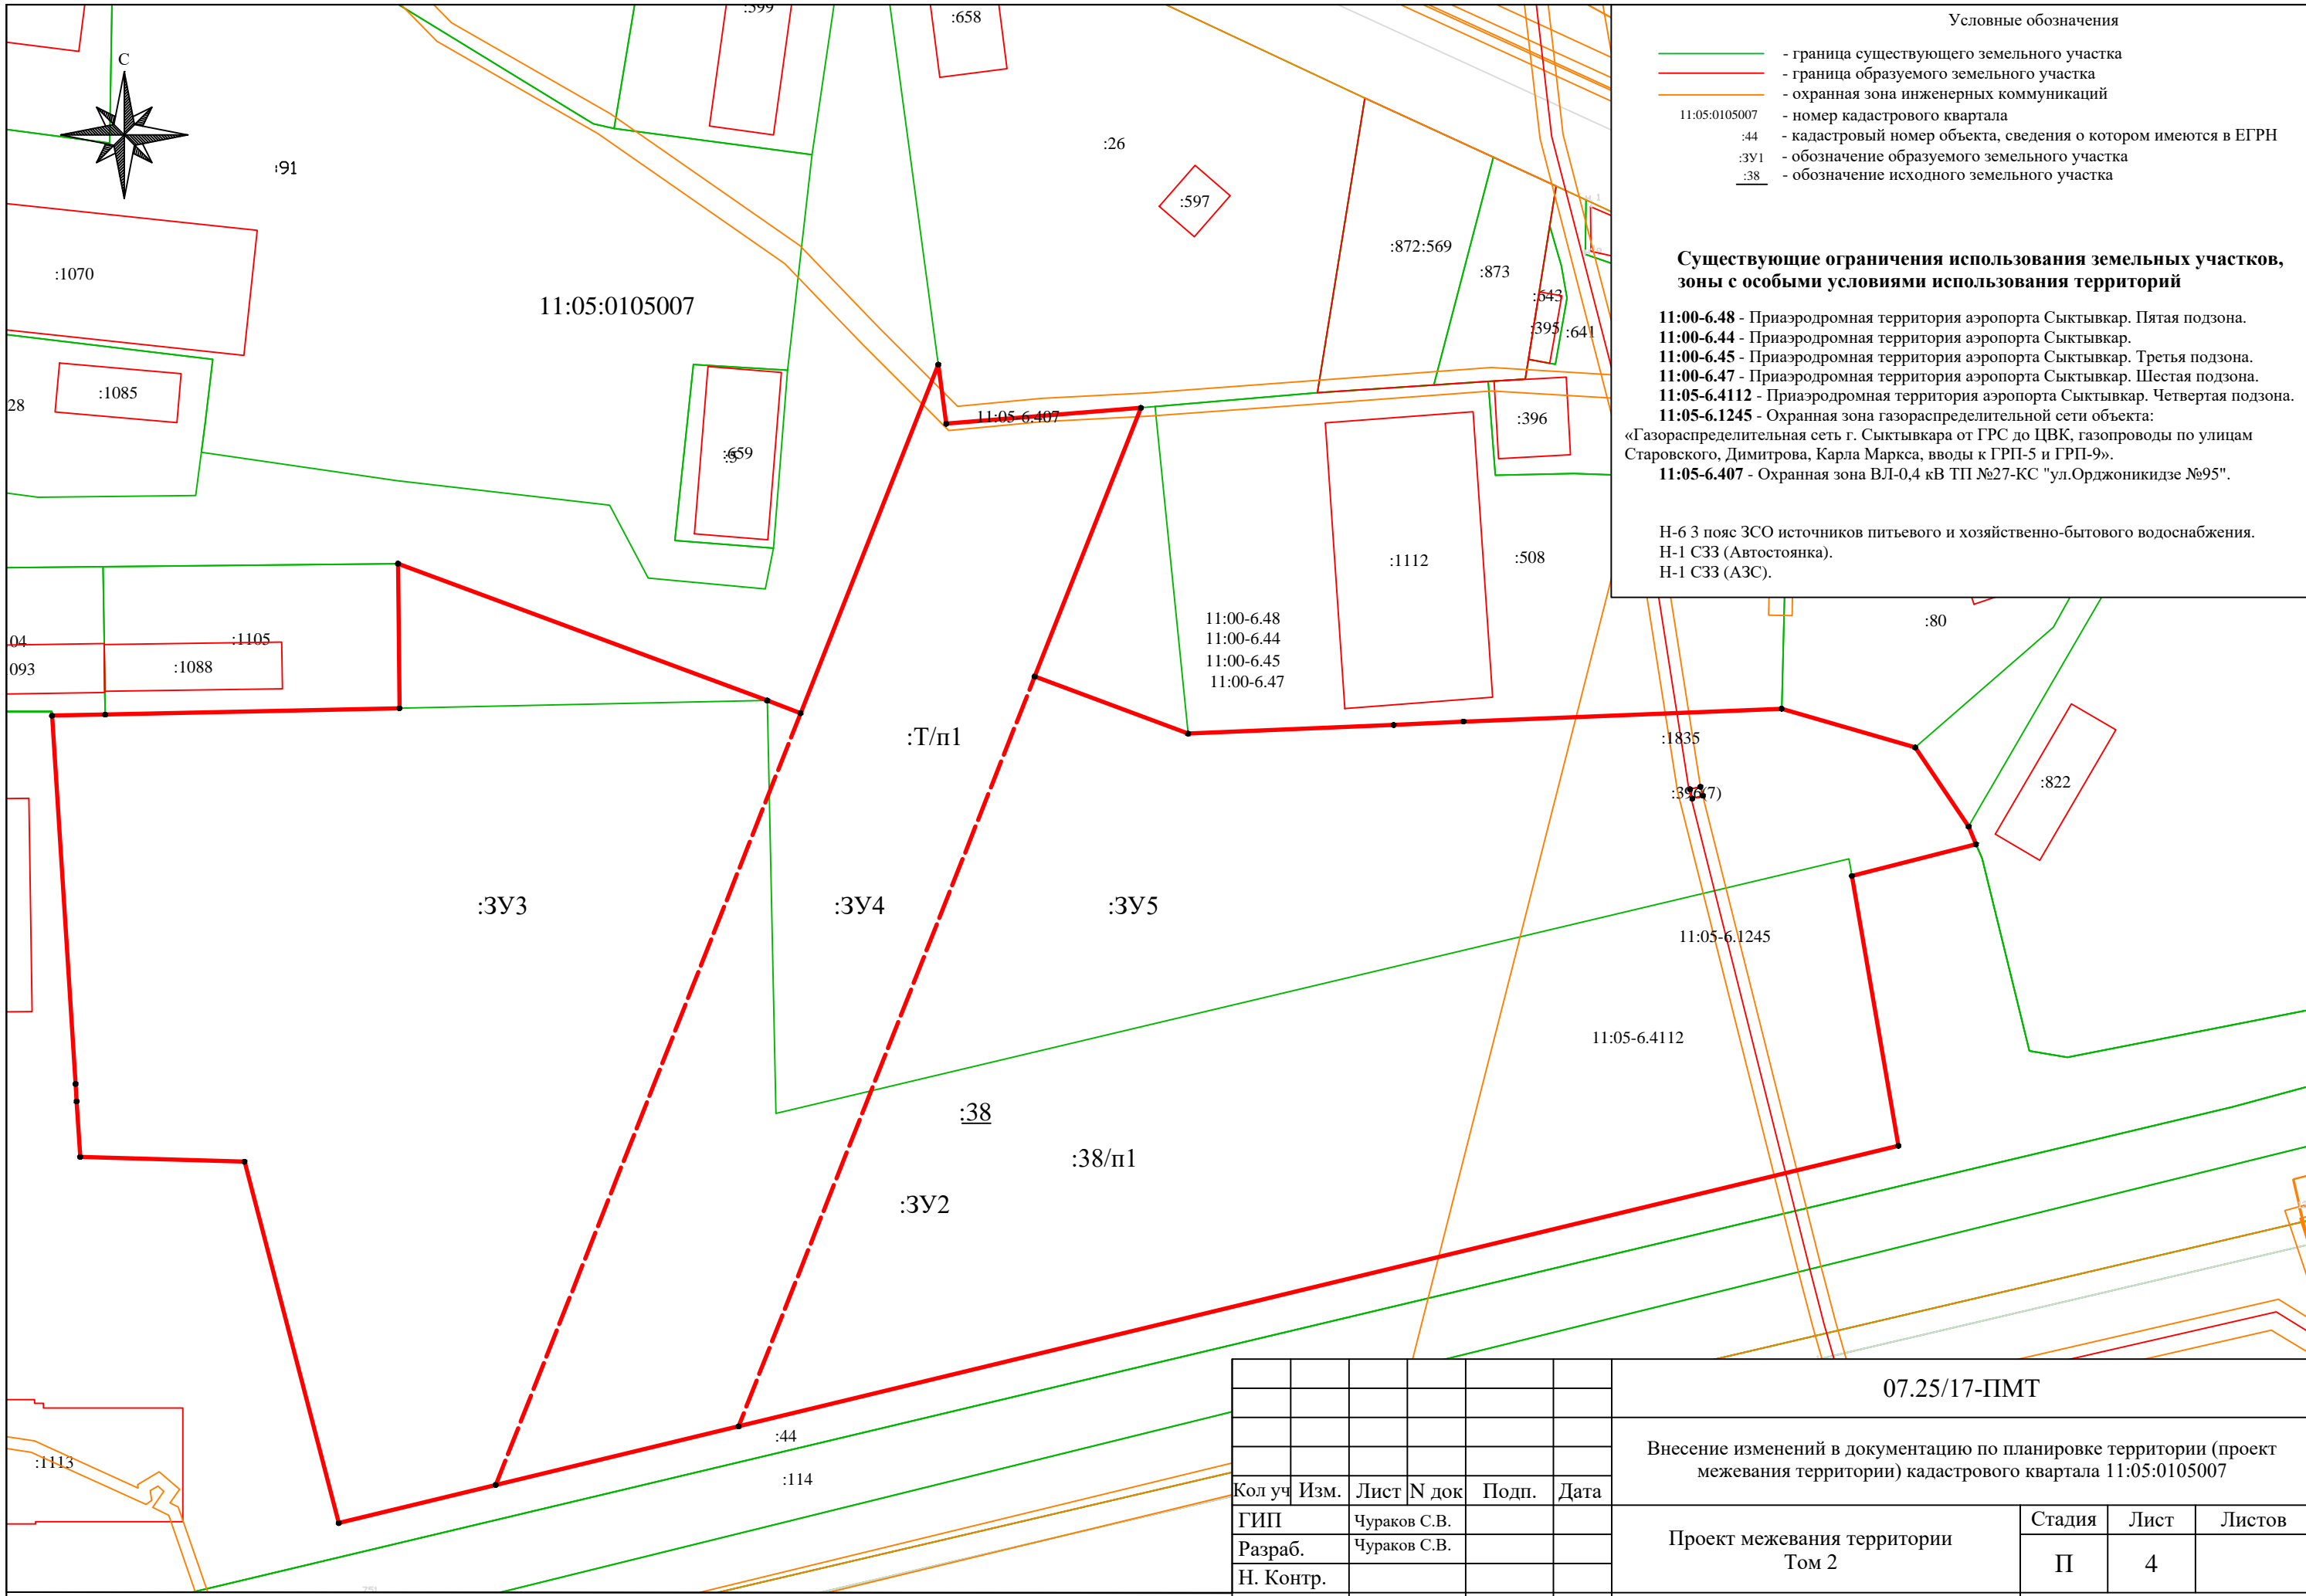 Условные обозначения
- граница существующего земельного участка
- граница образуемого земельного участка
- охранная зона инженерных коммуникаций
11:05:0105007 - номер кадастрового квартала
:44 - кадастровый номер объекта, сведения о котором имеются в ЕГРН
:ЗУ1 - обозначение образуемого земельного участка
:38 - обозначение исходного земельного участка
Существующие ограничения использования земельных участков,
зоны с особыми условиями использования территорий
11:00-6.48 - Приаэродромная территория аэропорта Сыктывкар. Пятая подзона.
11:00-6.44 - Приаэродромная территория аэропорта Сыктывкар.
11:00-6.45 - Приаэродромная территория аэропорта Сыктывкар. Третья подзона.
11:00-6.47 - Приаэродромная территория аэропорта Сыктывкар. Шестая подзона.
11:05-6.4112 - Приаэродромная территория аэропорта Сыктывкар. Четвертая подзона.
11:05-6.1245 - Охранная зона газораспределительной сети объекта:
«Газораспределительная сеть г. Сыктывкара от ГРС до ЦВК, газопроводы по улицам
Старовского, Димитрова, Карла Маркса, вводы к ГРП-5 и ГРП-9».
11:05-6.407 - Охранная зона ВЛ-0,4 кВ ТП №27-КС "ул.Орджоникидзе №95".
Н-6 3 пояс ЗСО источников питьевого и хозяйственно-бытового водоснабжения.
Н-1 СЗЗ (Автостоянка).
Н-1 СЗЗ (АЗС).
:599
:658
С
:26
:91
:597
:872:569
:873
:1070
:643
11:05:0105007
:395
:641
:1085
28
11:05-6.407
:396
:659
:5
:1112
:508
11:00-6.48
11:00-6.44
11:00-6.45
11:00-6.47
:80
04
:1105
093
:1088
:Т/п1
:1835
:822
:396(7)
:ЗУ3
:ЗУ4
:ЗУ5
11:05-6.1245
11:05-6.4112
:38
:38/п1
:ЗУ2
:44
:1113
:114
07.25/17-ПМТ
Внесение изменений в документацию по планировке территории (проект
межевания территории) кадастрового квартала 11:05:0105007
Кол уч Изм. Лист N док Подп. Дата
ГИП Чураков С.В.
Разраб. Чураков С.В.
Н. Контр.
Проект межевания территории
Том 2
Стадия Лист Листов
П 4